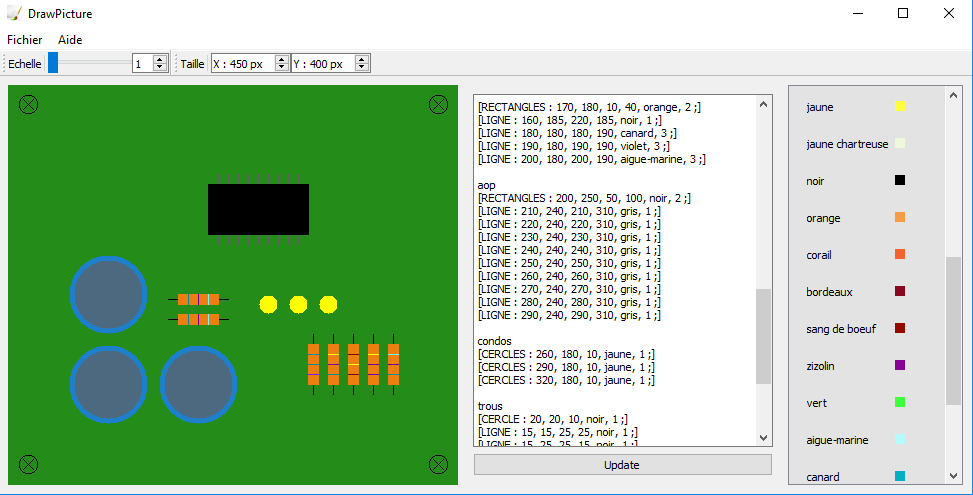 DrawPicture
Fichier Aide
Echelle 1 Taille X : 450 px Y : 400 px
[RECTANGLES : 170, 180, 10, 40, orange, 2 ;]
[LIGNE : 160, 185, 220, 185, noir, 1 ;]
[LIGNE : 180, 180, 180, 190, canard, 3 ;]
[LIGNE : 190, 180, 190, 190, violet, 3 ;]
[LIGNE : 200, 180, 200, 190, aigue-marine, 3 ;]
aop
[RECTANGLES : 200, 250, 50, 100, noir, 2 ;]
[LIGNE : 210, 240, 210, 310, gris, 1 ;]
[LIGNE : 220, 240, 220, 310, gris, 1 ;]
[LIGNE : 230, 240, 230, 310, gris, 1 ;]
[LIGNE : 240, 240, 240, 310, gris, 1 ;]
[LIGNE : 250, 240, 250, 310, gris, 1 ;]
[LIGNE : 260, 240, 260, 310, gris, 1 ;]
[LIGNE : 270, 240, 270, 310, gris, 1 ;]
[LIGNE : 280, 240, 280, 310, gris, 1 ;]
[LIGNE : 290, 240, 290, 310, gris, 1 ;]
condos
[CERCLES : 260, 180, 10, jaune, 1 ;]
[CERCLES : 290, 180, 10, jaune, 1 ;]
[CERCLES : 320, 180, 10, jaune, 1 ;]
trous
[CERCLE : 20, 20, 10, noir, 1 ;]
[LIGNE : 15, 15, 25, 25, noir, 1 ;]
[LIGNE : 15, 25, 25, 15, noir, 1 ;]
Update
jaune
jaune chartreuse
noir
orange
corail
bordeaux
sang de boeuf
zizolin
vert
aigue-marine
canard